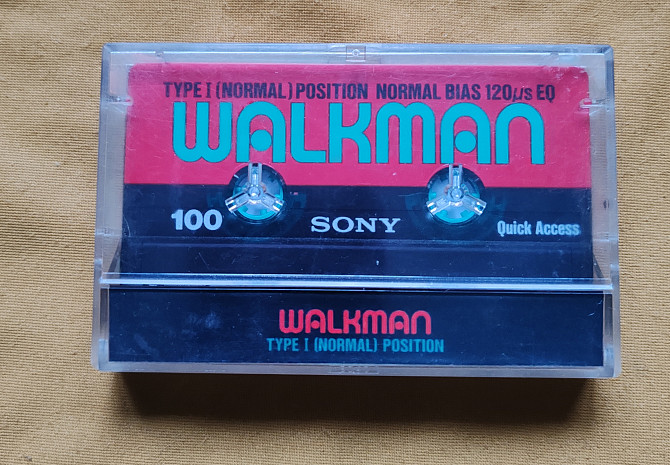 TYPE I (NORMAL) POSITION NORMAL BIAS 120μs EQ
WALKMAN
100 SONY Quick Access
WALKMAN
TYPE I (NORMAL) POSITION